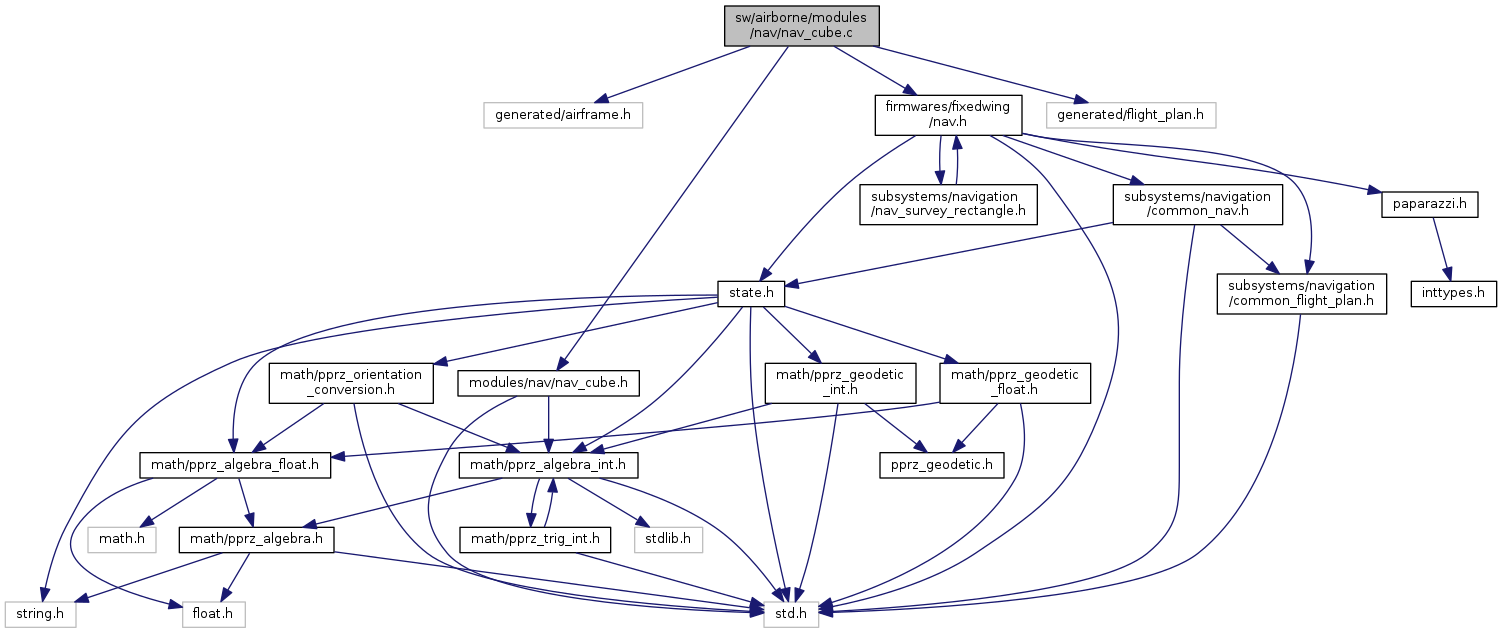 sw/airborne/modules
/nav/nav_cube.c
generated/airframe.h
firmwares/fixedwing
/nav.h
generated/flight_plan.h
subsystems/navigation
/nav_survey_rectangle.h
subsystems/navigation
/common_nav.h
paparazzi.h
state.h
subsystems/navigation
/common_flight_plan.h
inttypes.h
math/pprz_orientation
_conversion.h
modules/nav/nav_cube.h
math/pprz_geodetic
_int.h
math/pprz_geodetic
_float.h
math/pprz_algebra_float.h
math/pprz_algebra_int.h
pprz_geodetic.h
math.h
math/pprz_algebra.h
math/pprz_trig_int.h
stdlib.h
string.h
float.h
std.h